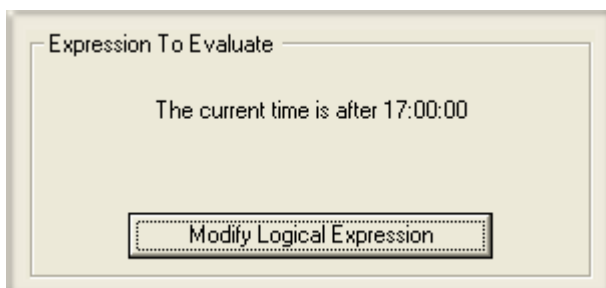 Expression To Evaluate
The current time is after 17:00:00
Modify Logical Expression